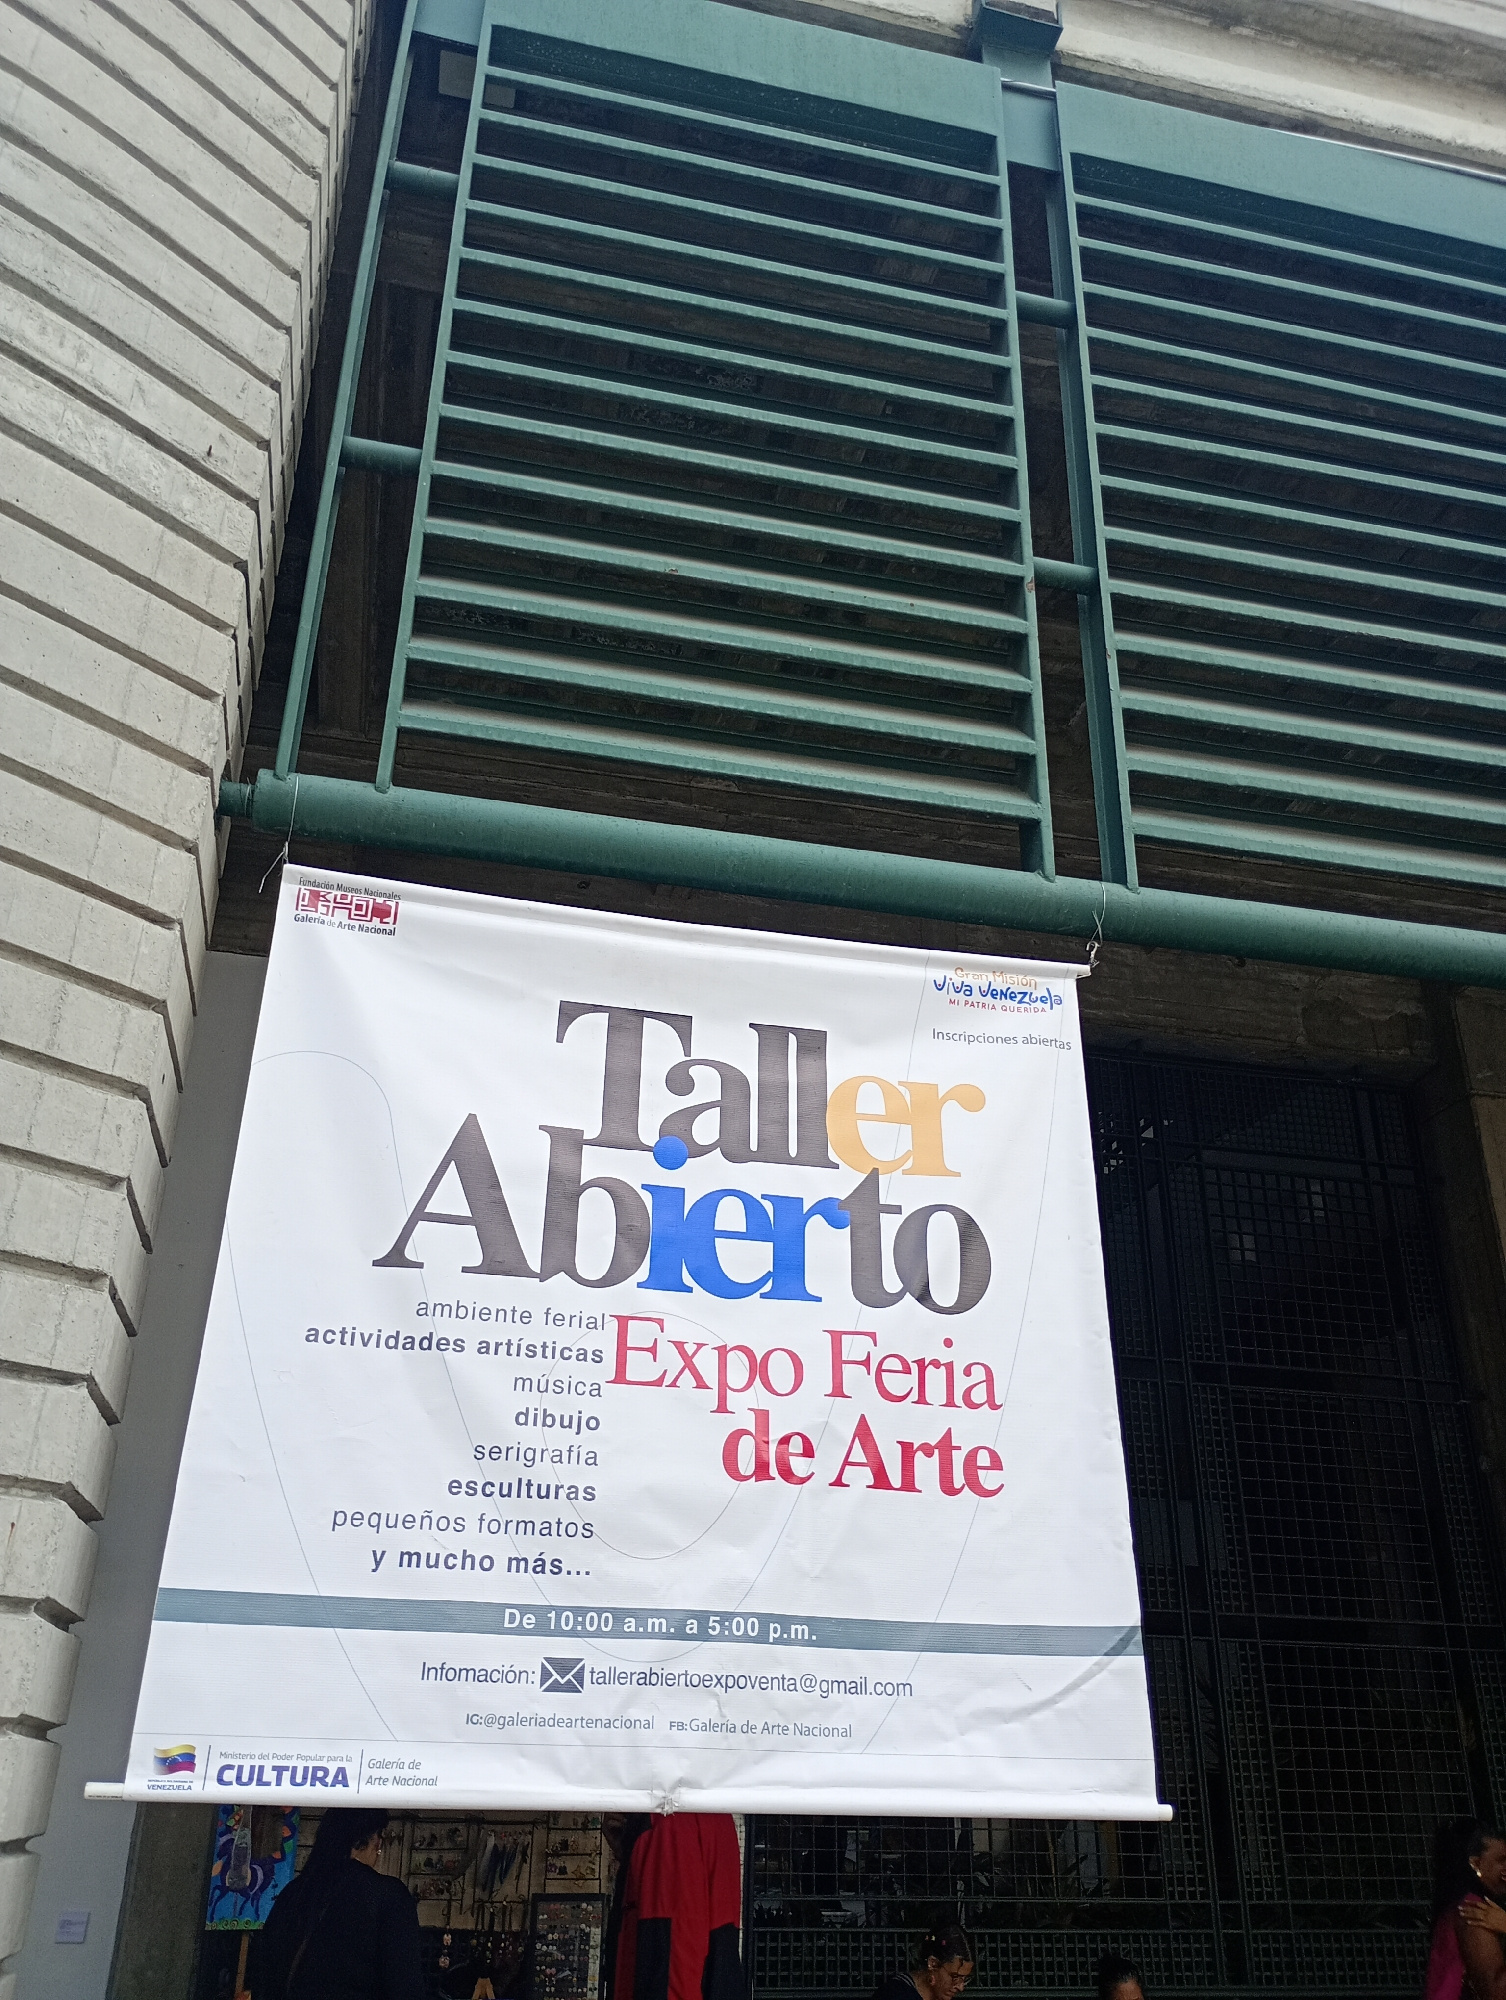 Fundación Museos Nacionales
Galería de Arte Nacional
Gran Misión
Viva Venezuela
MI PATRIA QUERIDA
Inscripciones abiertas
Taller
Abierto
Expo Feria
de Arte
ambiente ferial
actividades artísticas
música
dibujo
serigrafía
esculturas
pequeños formatos
y mucho más...
De 10:00 a.m. a 5:00 p.m.
Infomación: tallerabiertoexpoventa@gmail.com
IG:@galeriadeartenacional FB:Galería de Arte Nacional
VENEZUELA
Ministerio del Poder Popular para la
CULTURA
Galería de
Arte Nacional